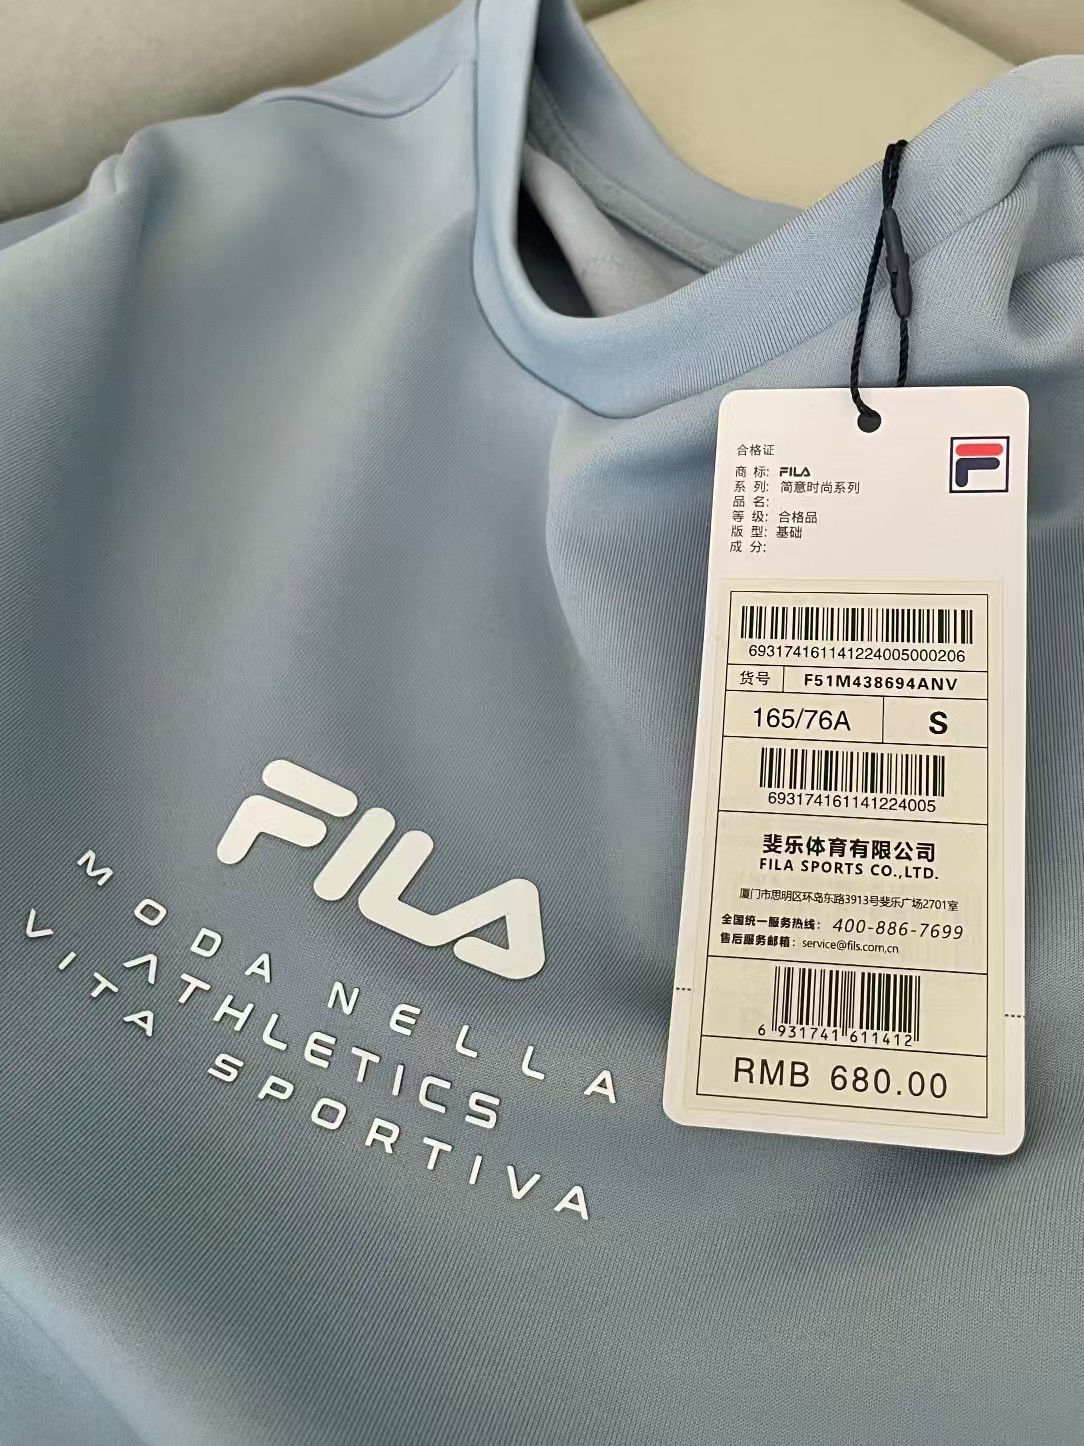 FILA
MODA NELLA
ATHLETICS
VITA SPORTIVA
合格证
商 标: FILA
系 列: 简意时尚系列
品 名:
等 级: 合格品
版 型: 基础
成 分:
693174161141224005000206
货号 F51M438694ANV
165/76A S
693174161141224005
斐乐体育有限公司
FILA SPORTS CO.,LTD.
厦门市思明区环岛东路3913号斐乐广场2701室
全国统一服务热线: 400-886-7699
售后服务邮箱: service@fils.com,cn
6 931741 611412
RMB 680.00